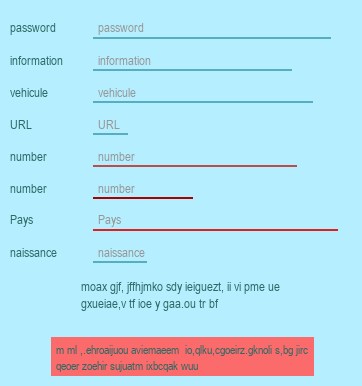 password password
information information
vehicule vehicule
URL URL
number number
number number
Pays Pays
naissance naissance
moax gjf, jffhjmko sdy ieiguezt, ii vi pme ue
gxueiae,v tf ioe y gaa.ou tr bf
m ml ,.ehroaijuou aviemaeem io,qlku,cgoeirz.gknoli s,bg jirc
qeoer zoehir sujuatm ixbcqak wuu